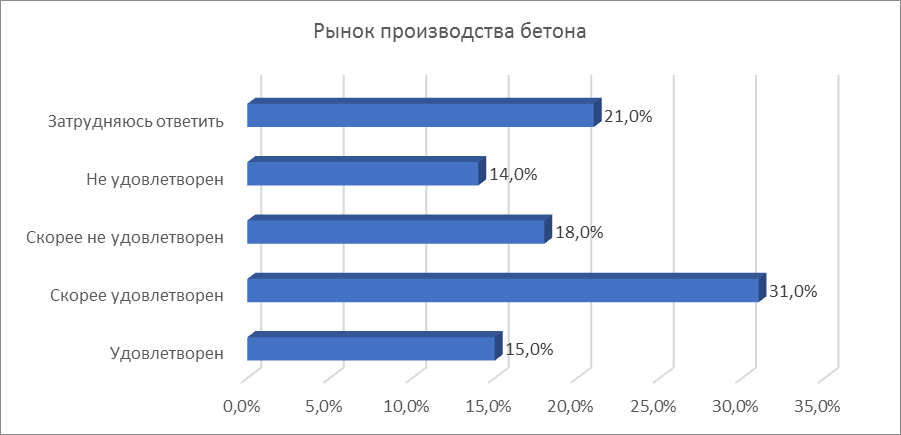 Рынок производства бетона
Затрудняюсь ответить 21,0%
Не удовлетворен 14,0%
Скорее не удовлетворен 18,0%
Скорее удовлетворен 31,0%
Удовлетворен 15,0%
0,0% 5,0% 10,0% 15,0% 20,0% 25,0% 30,0% 35,0%